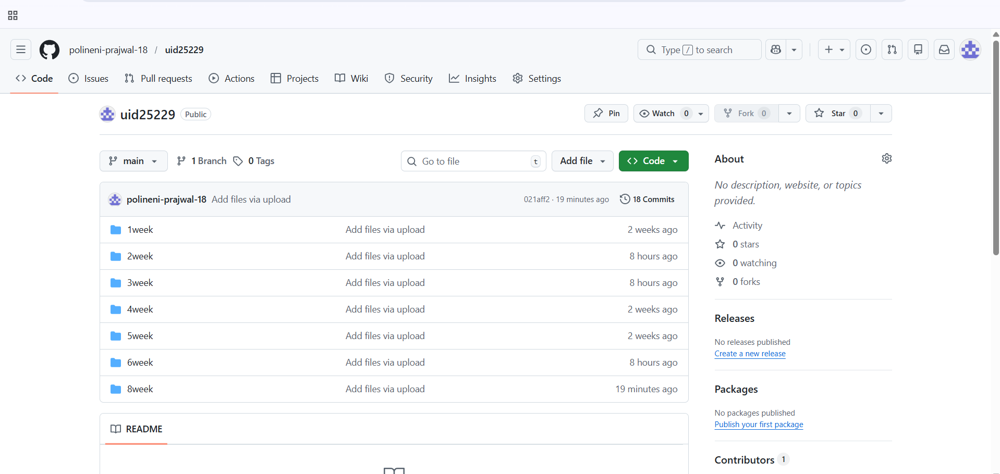 polineni-prajwal-18 / uid25229
Type / to search
Code Issues Pull requests Actions Projects Wiki Security Insights Settings
uid25229 Public
Pin Watch 0 Fork 0 Star 0
main 1 Branch 0 Tags Go to file t Add file Code
polineni-prajwal-18 Add files via upload 021aff2 · 19 minutes ago 18 Commits
1week Add files via upload 2 weeks ago
2week Add files via upload 8 hours ago
3week Add files via upload 8 hours ago
4week Add files via upload 2 weeks ago
5week Add files via upload 2 weeks ago
6week Add files via upload 8 hours ago
8week Add files via upload 19 minutes ago
README
About
No description, website, or topics
provided.
Activity
0 stars
0 watching
0 forks
Releases
No releases published
Create a new release
Packages
No packages published
Publish your first package
Contributors 1